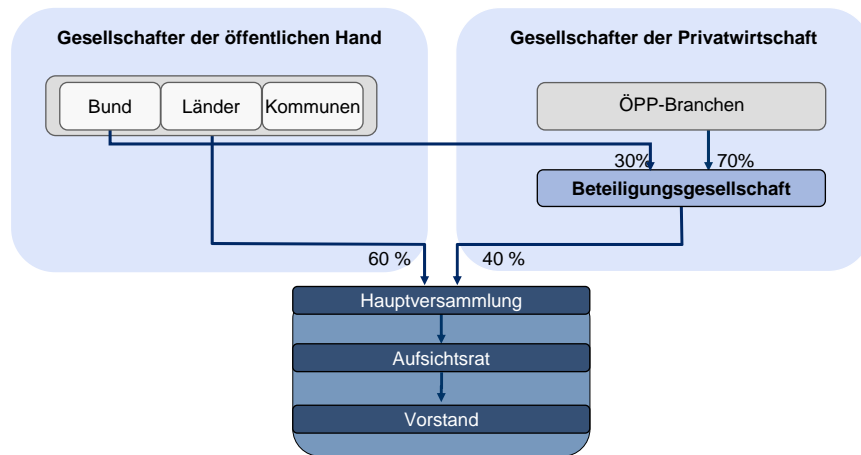 Gesellschafter der öffentlichen Hand
Gesellschafter der Privatwirtschaft
Bund
Länder
Kommunen
ÖPP-Branchen
30%
70%
Beteiligungsgesellschaft
60 %
40 %
Hauptversammlung
Aufsichtsrat
Vorstand